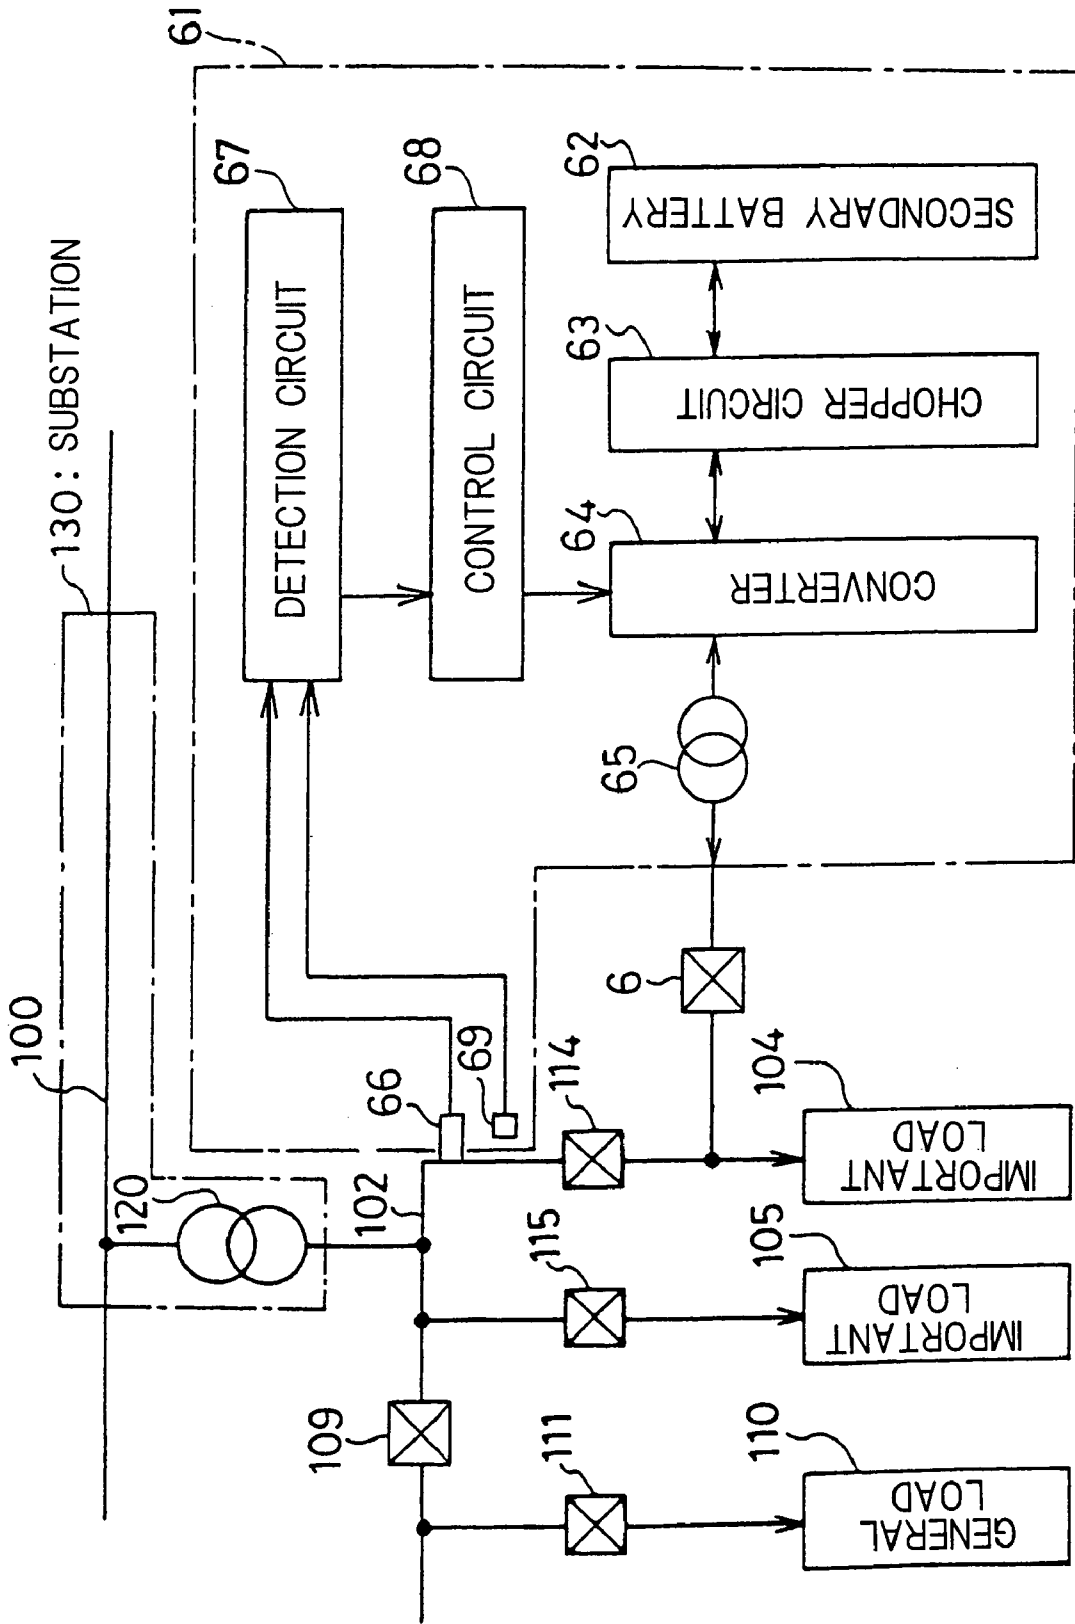 61
130: SUBSTATION
100
120
67
DETECTION CIRCUIT
68
CONTROL CIRCUIT
62
SECONDARY BATTERY
63
CHOPPER CIRCUIT
64
CONVERTER
65
6
66
69
102
114
104
IMPORTANT
LOAD
115
105
IMPORTANT
LOAD
109
111
110
GENERAL
LOAD